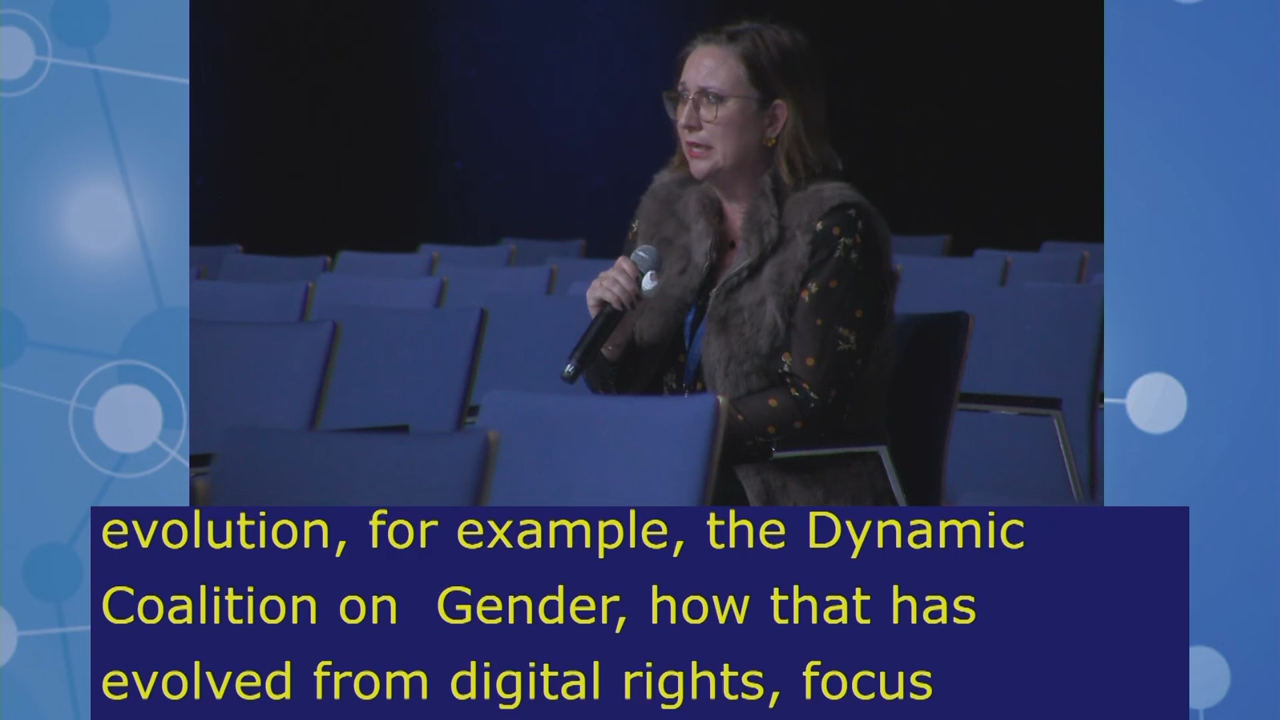 evolution, for example, the Dynamic
Coalition on  Gender, how that has
evolved from digital rights, focus